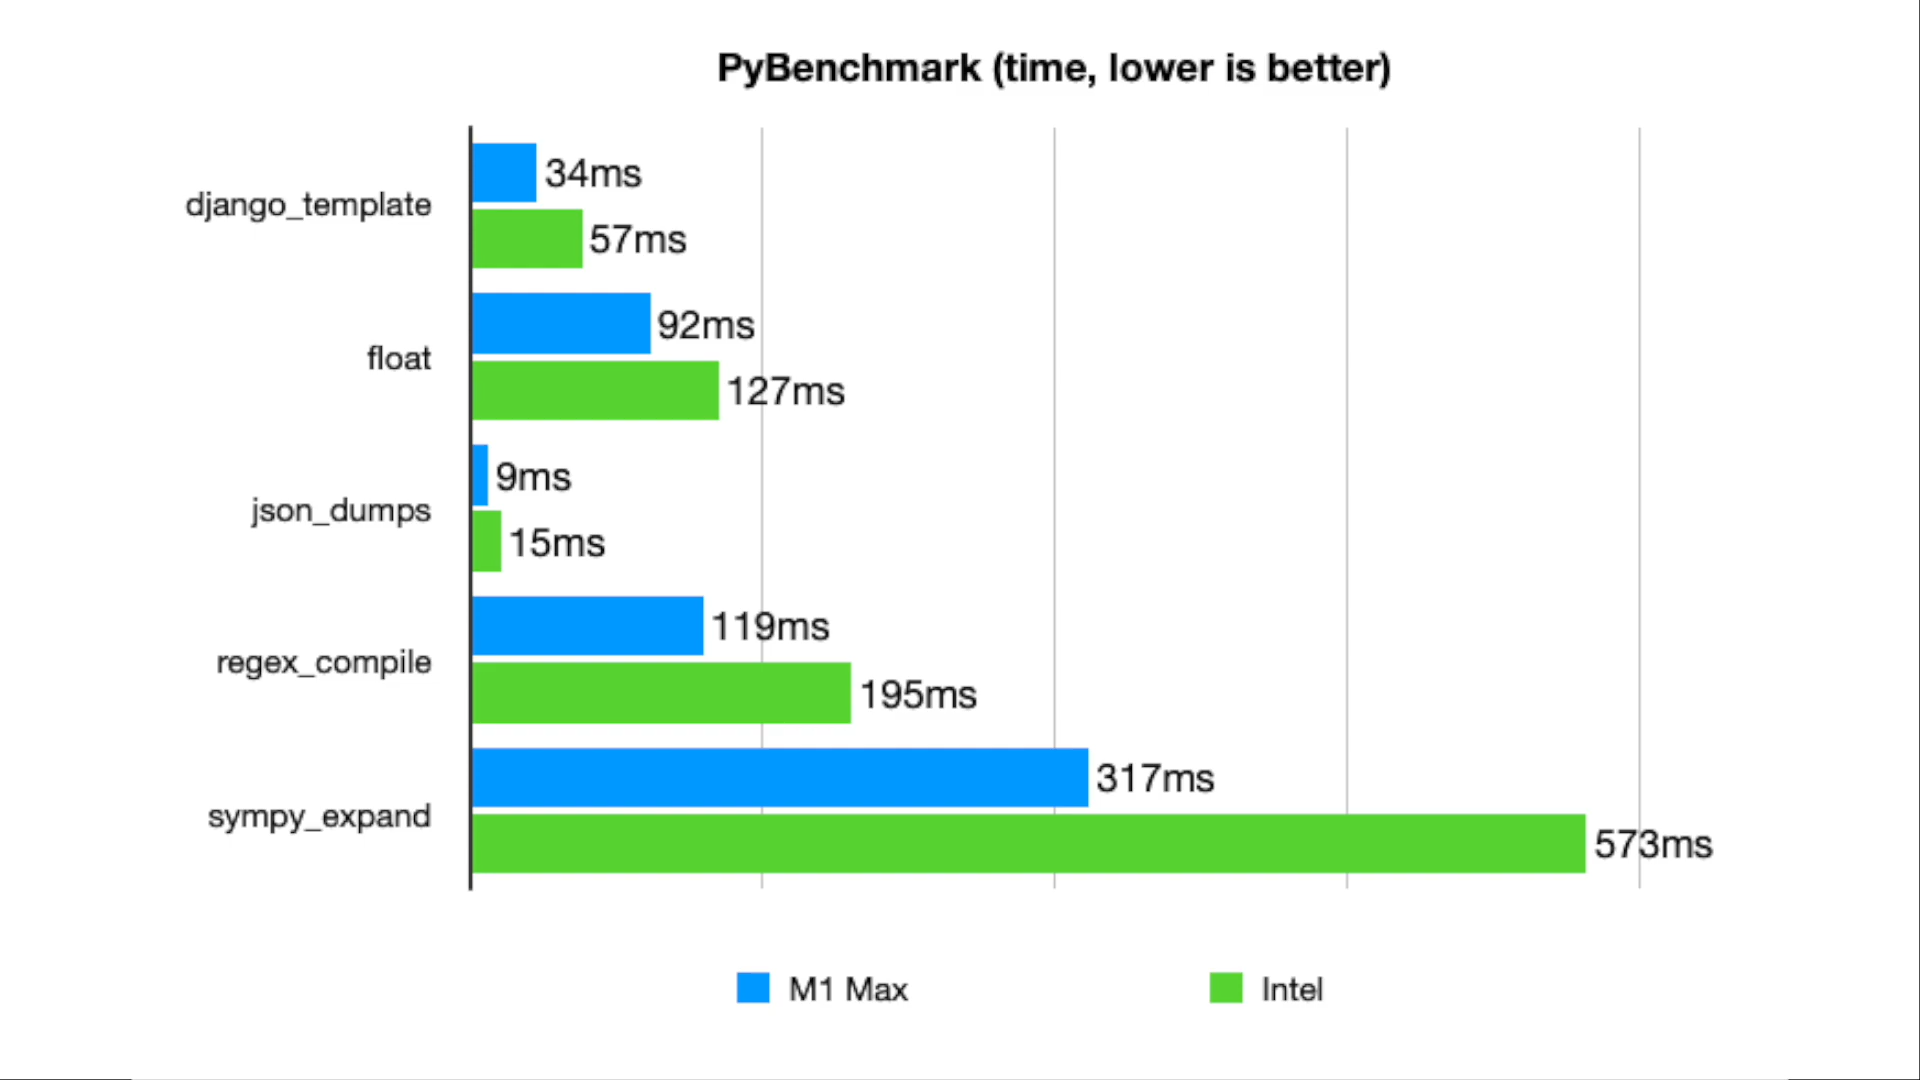 PyBenchmark (time, lower is better)
django_template
34ms
57ms
float
92ms
127ms
json_dumps
9ms
15ms
regex_compile
119ms
195ms
sympy_expand
317ms
573ms
M1 Max
Intel